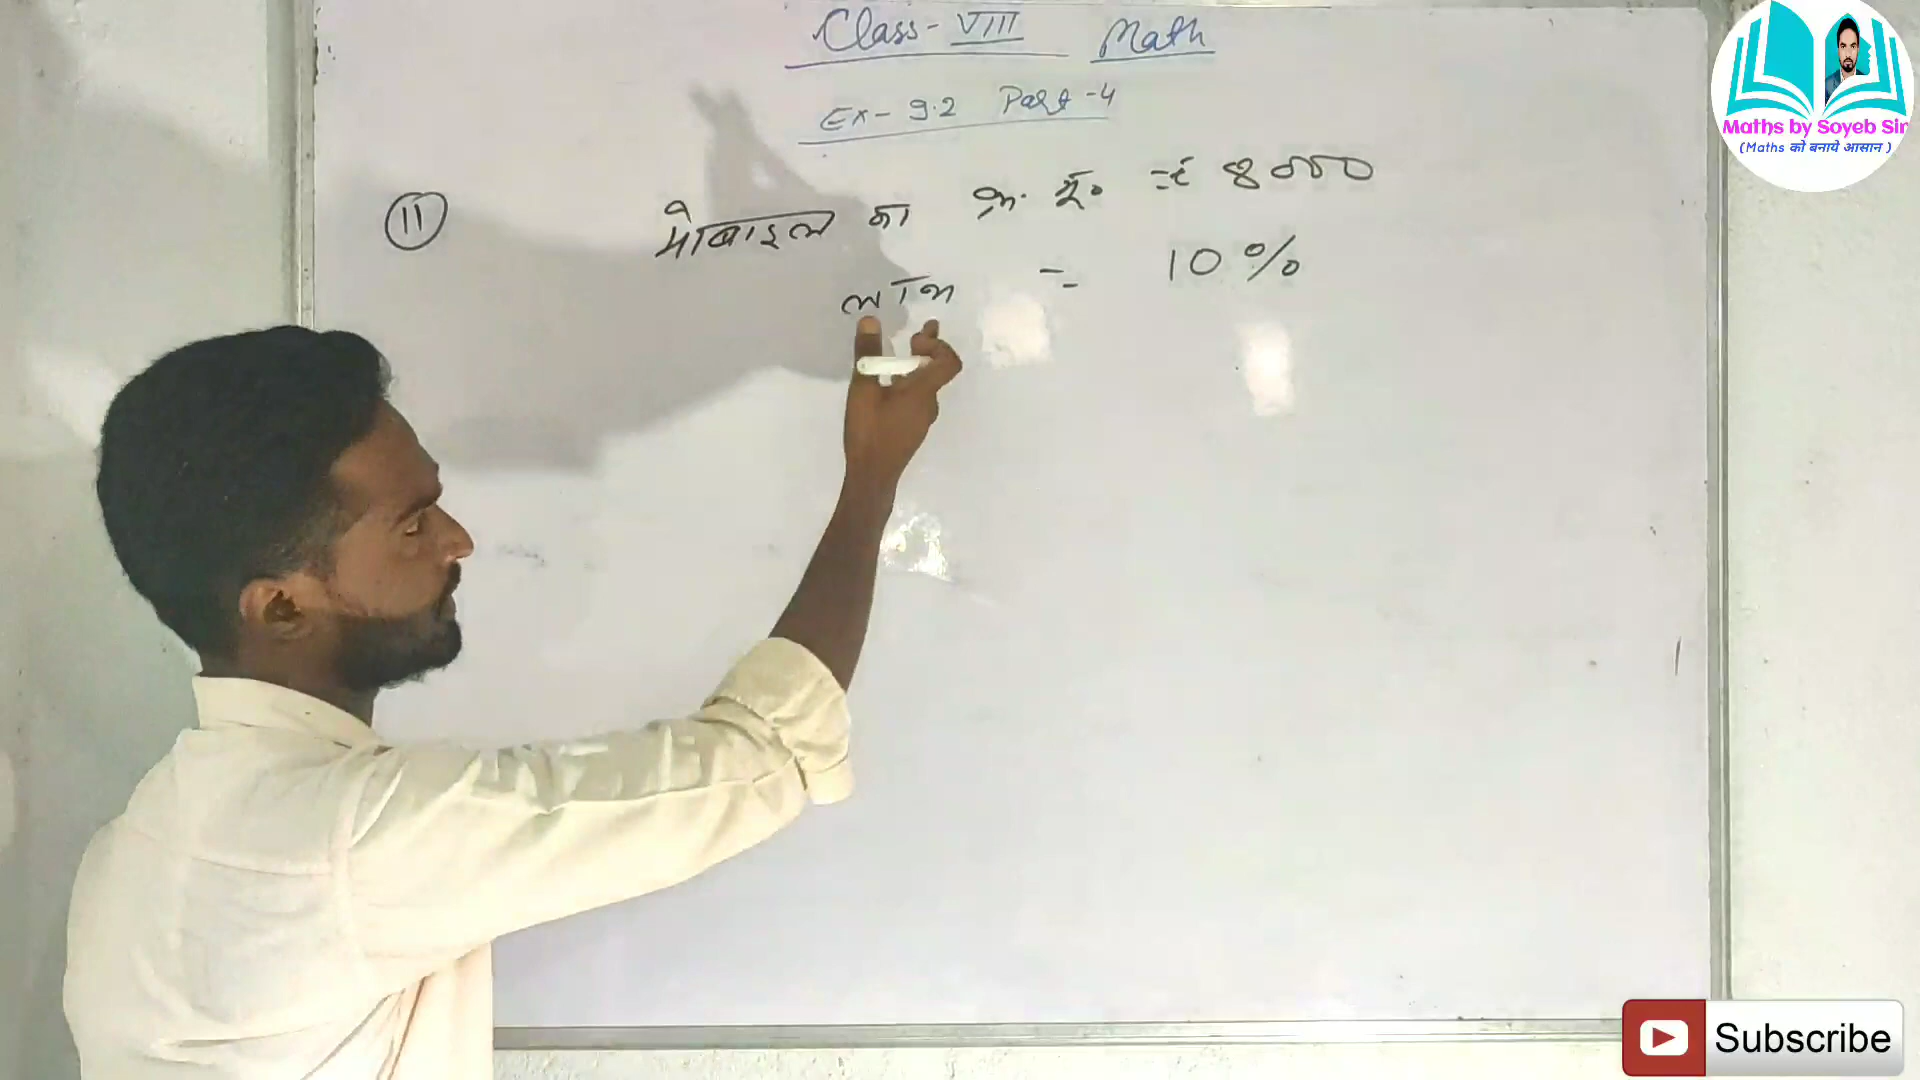 Class-VIII Math
Ex-9.2 Part-4
(11) मोबाइल का क्र. मू० = ₹ 8000
लाभ = 10%
Maths by Soyeb Sir
(Maths को बनाये आसान)
Subscribe